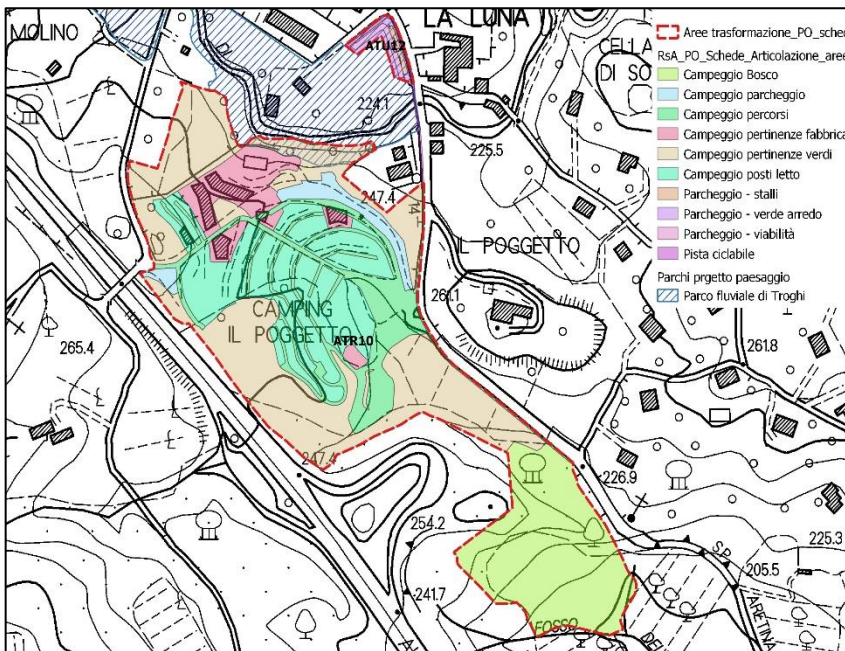 MOLINO
LA LUNA
ATU12
CELLA
DI SO
224.1
225.5
247.4
IL POGGETTO
261.1
265.4
CAMPING
IL POGGETTO
ATR10
261.8
247.4
226.9
254.2
225.3
S.P.
205.5
241.7
ARETINA
FOSSO
DEL
Aree trasformazione_PO_sched
RsA_PO_Schede_Articolazione_aree
Campeggio Bosco
Campeggio parcheggio
Campeggio percorsi
Campeggio pertinenze fabbrica
Campeggio pertinenze verdi
Campeggio posti letto
Parcheggio - stalli
Parcheggio - verde arredo
Parcheggio - viabilità
Pista ciclabile
Parchi prgetto paesaggio
Parco fluviale di Troghi